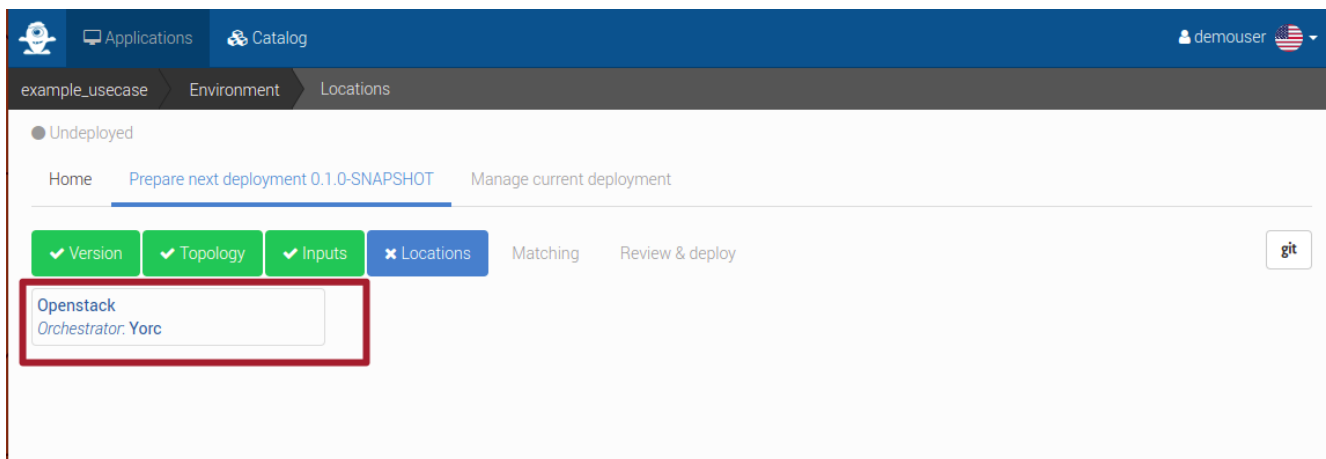 Applications Catalog demouser
example_usecase Environment Locations
Undeployed
Home Prepare next deployment 0.1.0-SNAPSHOT Manage current deployment
Version Topology Inputs Locations Matching Review & deploy git
Openstack
Orchestrator: Yorc